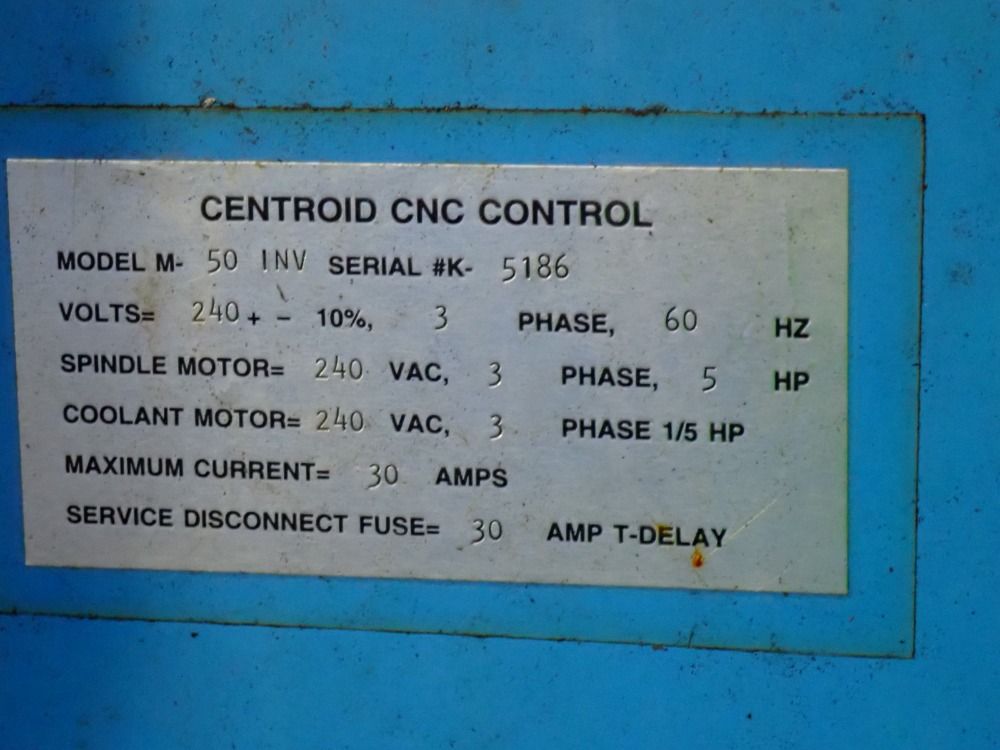 CENTROID CNC CONTROL
MODEL M- 50 INV SERIAL #K- 5186
VOLTS= 240 + - 10%, 3 PHASE, 60 HZ
SPINDLE MOTOR= 240 VAC, 3 PHASE, 5 HP
COOLANT MOTOR= 240 VAC, 3 PHASE 1/5 HP
MAXIMUM CURRENT= 30 AMPS
SERVICE DISCONNECT FUSE= 30 AMP T-DELAY